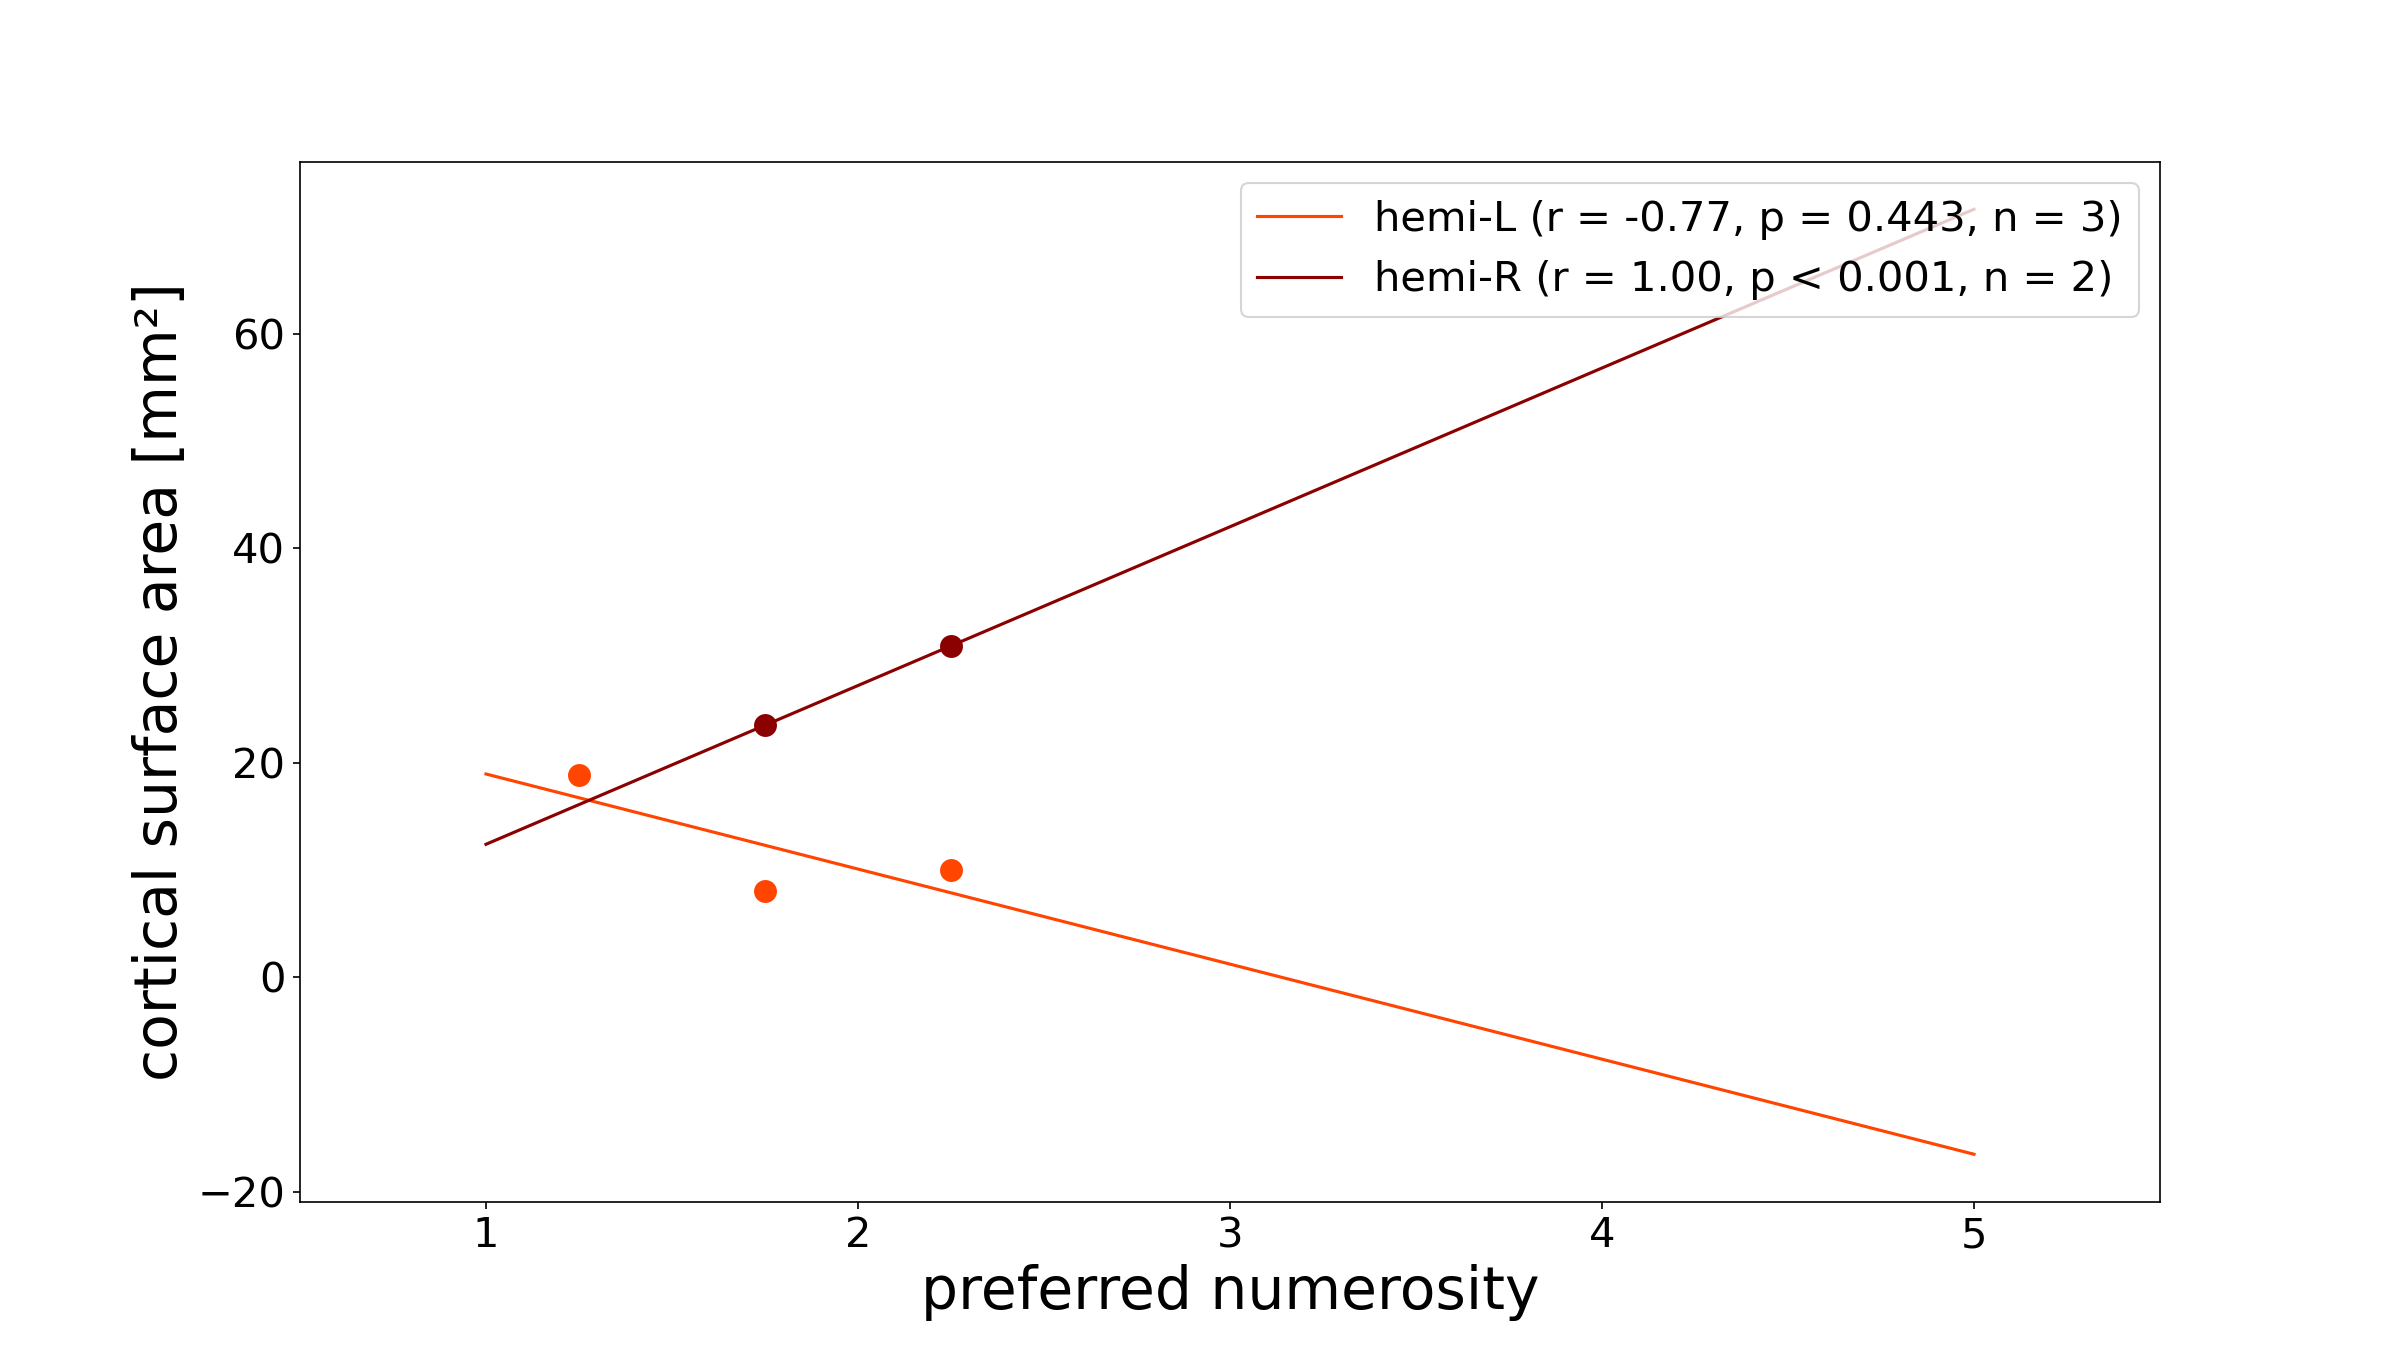 hemi-L (r = -0.77, p = 0.443, n = 3)
hemi-R (r = 1.00, p < 0.001, n = 2)
cortical surface area [mm²]
60
40
20
0
−20
1 2 3 4 5
preferred numerosity